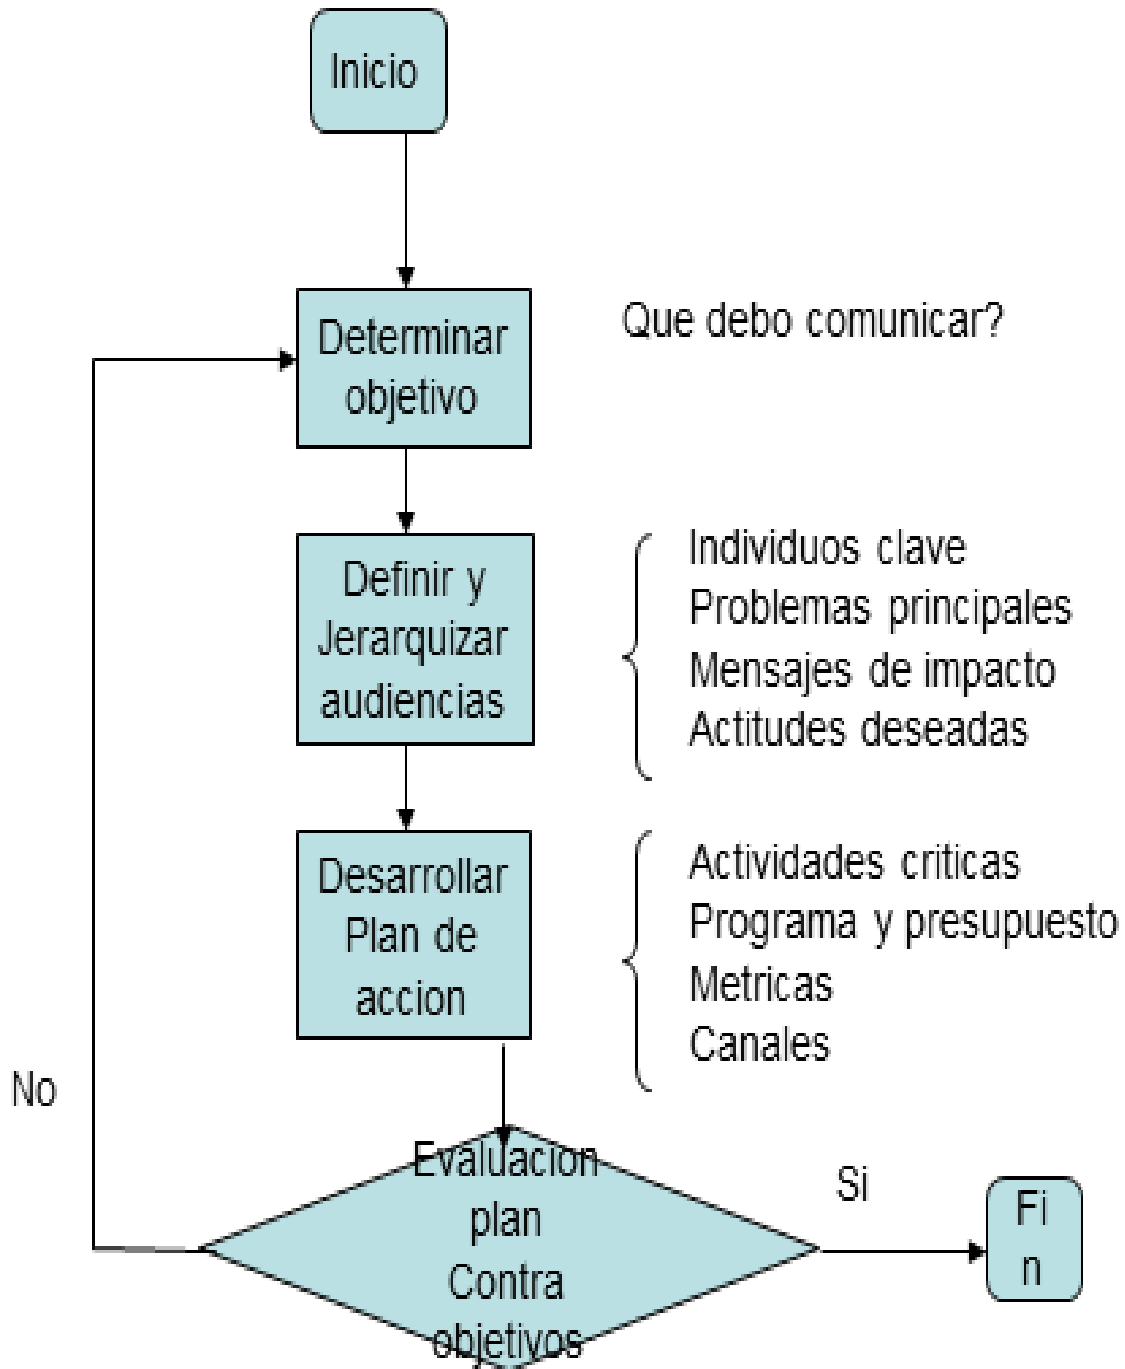 Inicio
Determinar
objetivo
Que debo comunicar?
Definir y
Jerarquizar
audiencias
Individuos clave
Problemas principales
Mensajes de impacto
Actitudes deseadas
Desarrollar
Plan de
accion
Actividades criticas
Programa y presupuesto
Metricas
Canales
No
Evaluacion
plan
Contra
objetivos
Si
Fi
n